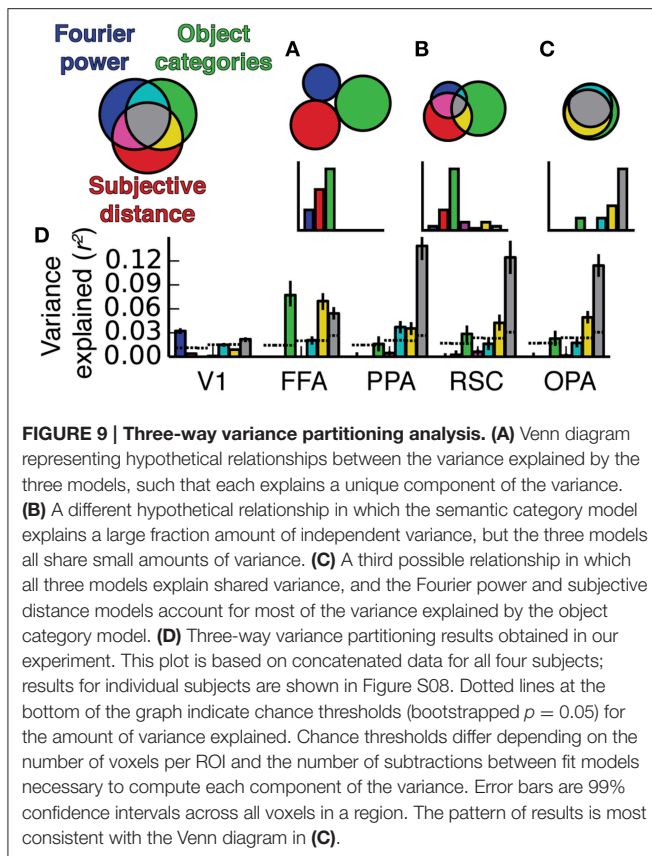 Fourier power
Object categories
Subjective distance
A
B
C
D
Variance explained (r²)
0.12
0.09
0.06
0.03
0.00
V1 FFA PPA RSC OPA
FIGURE 9 | Three-way variance partitioning analysis. (A) Venn diagram
representing hypothetical relationships between the variance explained by the
three models, such that each explains a unique component of the variance.
(B) A different hypothetical relationship in which the semantic category model
explains a large fraction amount of independent variance, but the three models
all share small amounts of variance. (C) A third possible relationship in which
all three models explain shared variance, and the Fourier power and subjective
distance models account for most of the variance explained by the object
category model. (D) Three-way variance partitioning results obtained in our
experiment. This plot is based on concatenated data for all four subjects;
results for individual subjects are shown in Figure S08. Dotted lines at the
bottom of the graph indicate chance thresholds (bootstrapped p = 0.05) for
the amount of variance explained. Chance thresholds differ depending on the
number of voxels per ROI and the number of subtractions between fit models
necessary to compute each component of the variance. Error bars are 99%
confidence intervals across all voxels in a region. The pattern of results is most
consistent with the Venn diagram in (C).